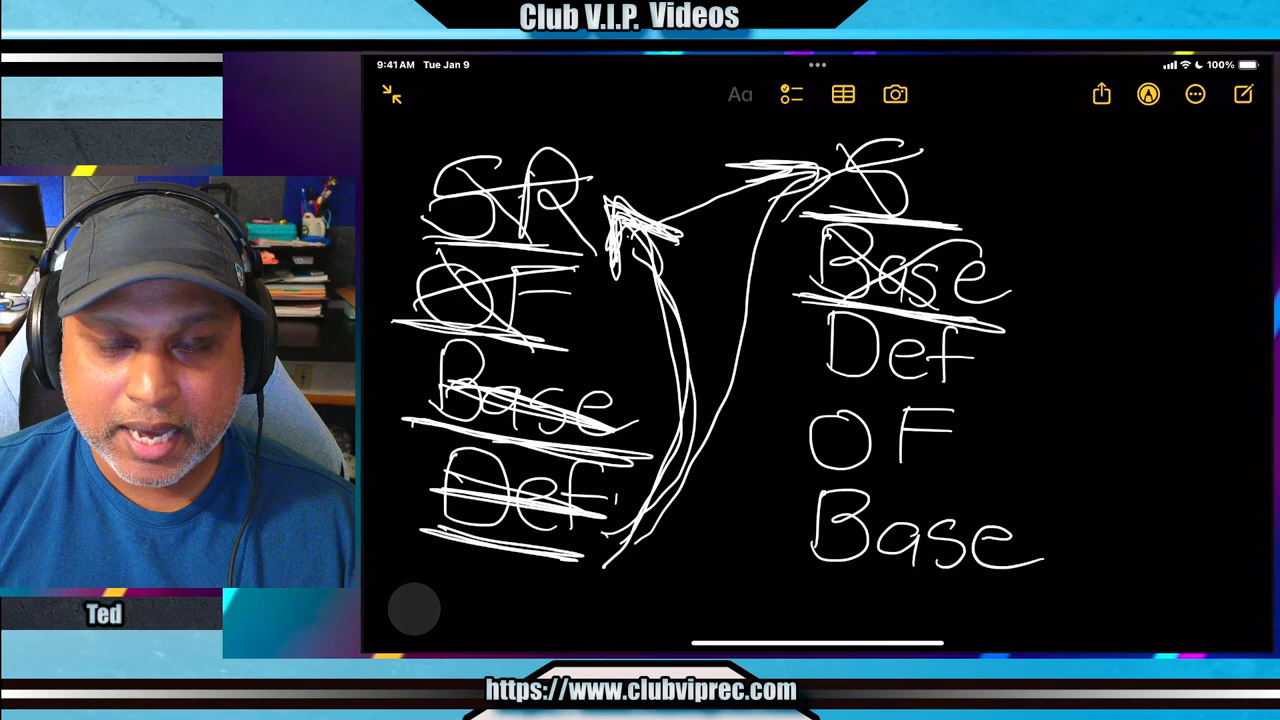 Club V.I.P. Videos
9:41 AM Tue Jan 9
100%
Aa
SR
OF
Base
Def
S
Base
Def
OF
Base
Ted
https://www.clubviprec.com